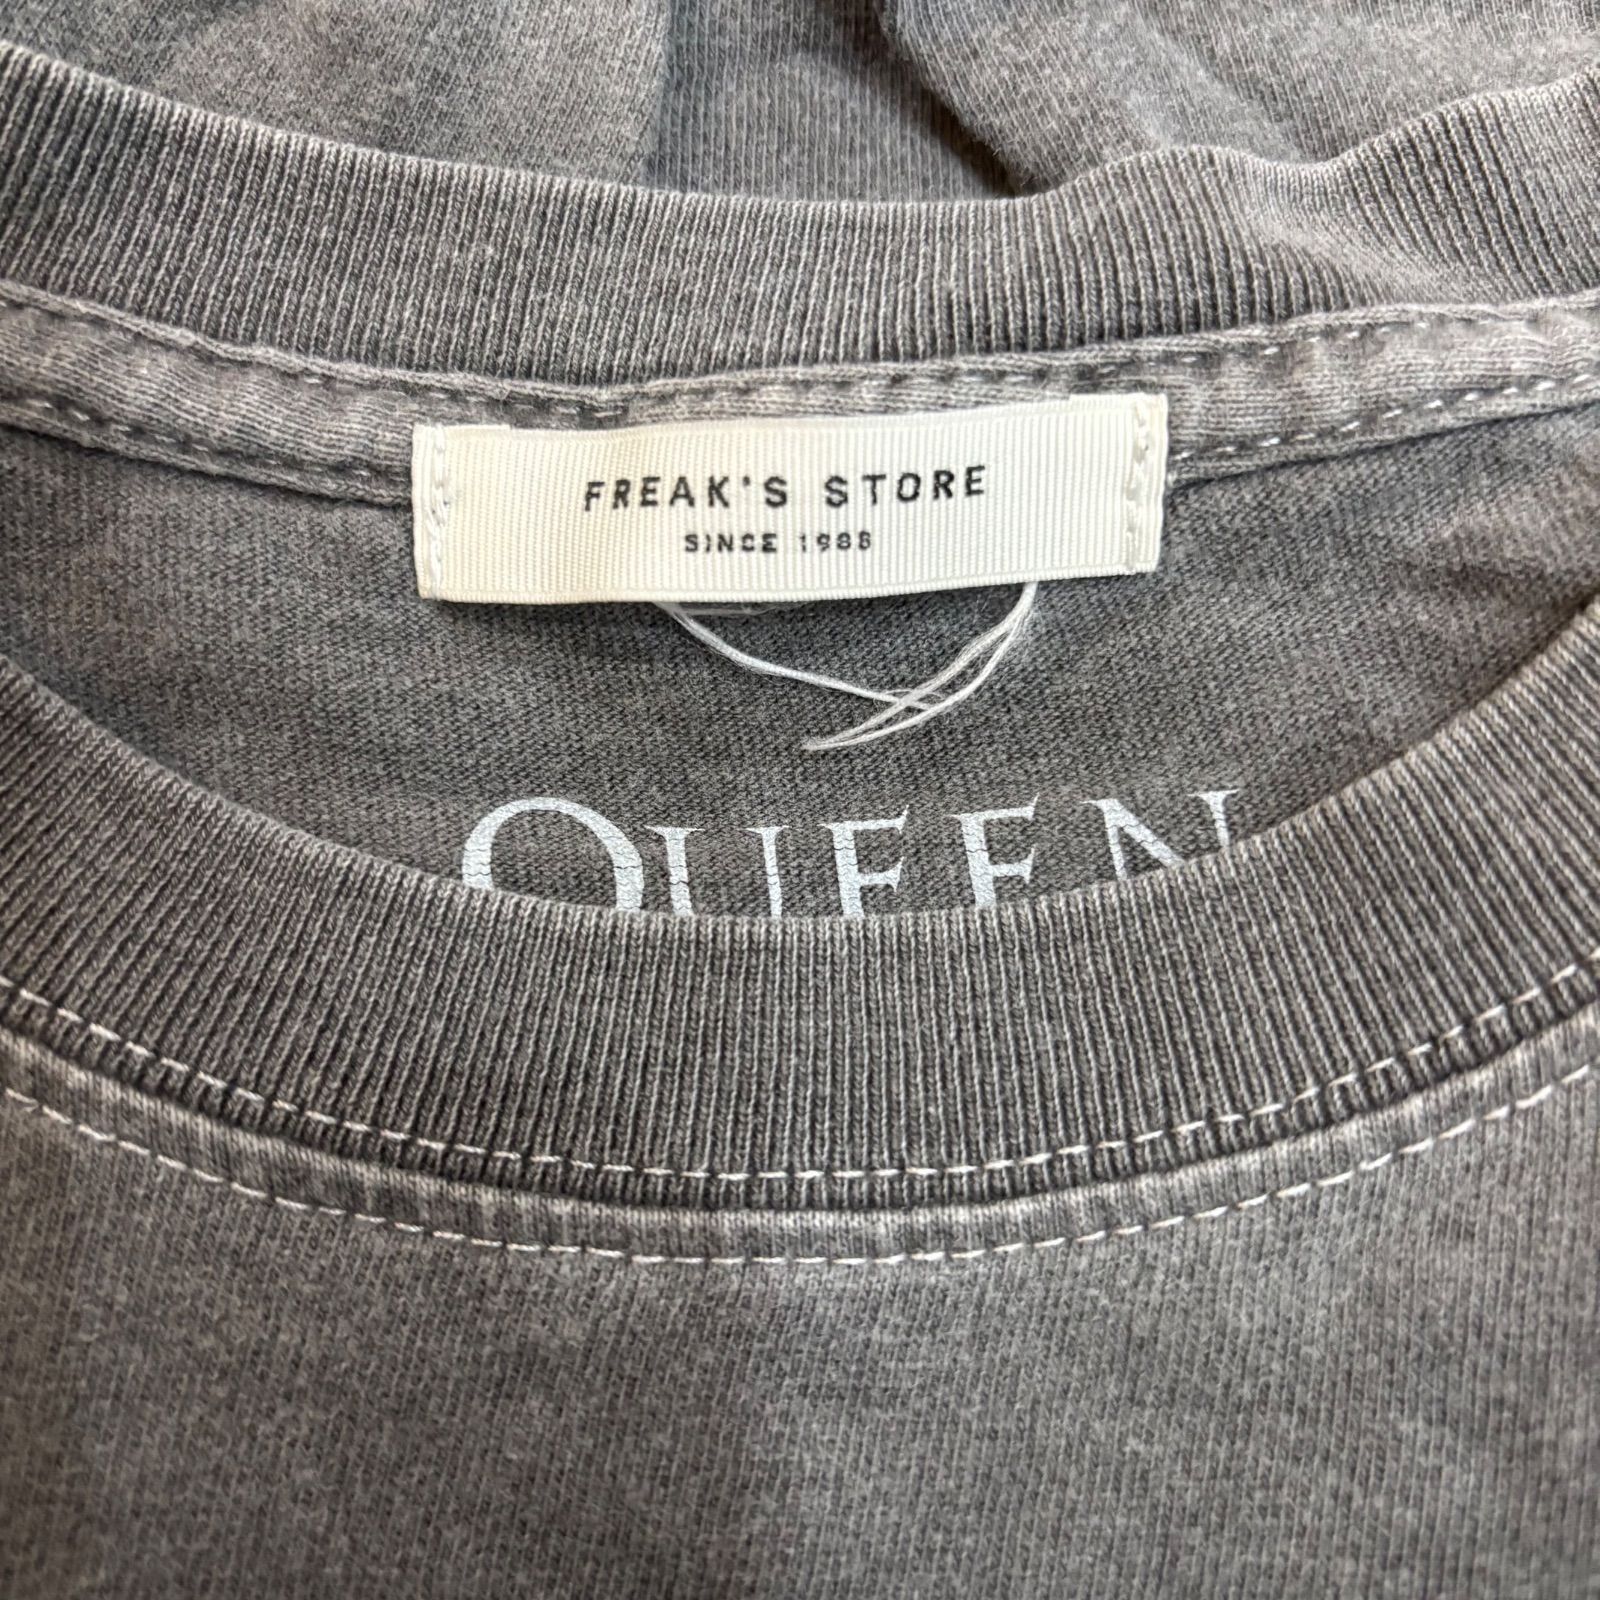 FREAK'S STORE
SINCE 1986
QUEEN